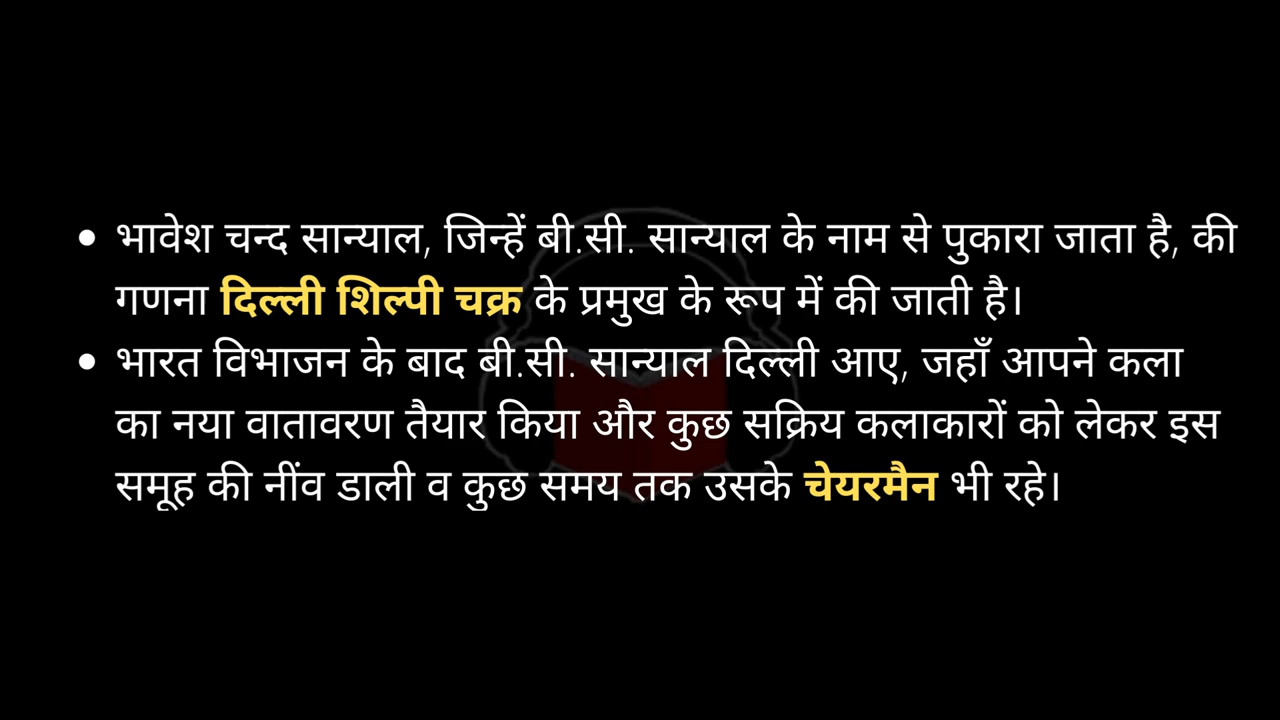 • भावेश चन्द सान्याल, जिन्हें बी.सी. सान्याल के नाम से पुकारा जाता है, की
गणना दिल्ली शिल्पी चक्र के प्रमुख के रूप में की जाती है।
• भारत विभाजन के बाद बी.सी. सान्याल दिल्ली आए, जहाँ आपने कला
का नया वातावरण तैयार किया और कुछ सक्रिय कलाकारों को लेकर इस
समूह की नींव डाली व कुछ समय तक उसके चेयरमैन भी रहे।